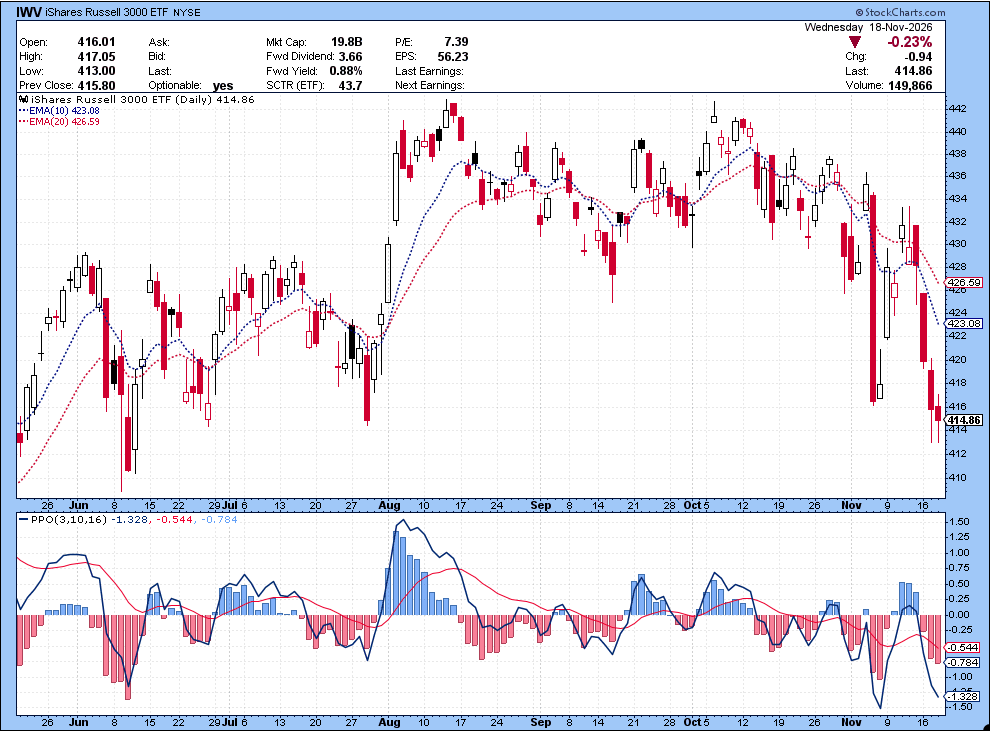 IWV iShares Russell 3000 ETF NYSE © StockCharts.com
Wednesday 18-Nov-2026
Open: 416.01 Ask: Mkt Cap: 19.8B P/E: 7.39 ▼ -0.23%
High: 417.05 Bid: Fwd Dividend: 3.66 EPS: 56.23 Chg: -0.94
Low: 413.00 Last: Fwd Yield: 0.88% Last Earnings: Last: 414.86
Prev Close: 415.80 Optionable: yes SCTR (ETF): 43.7 Next Earnings: Volume: 149,866
iShares Russell 3000 ETF (Daily) 414.86
EMA(10) 423.08
EMA(20) 426.59
442
440
438
436
434
432
430
428
426.59
426
424
423.08
422
420
418
416
414.86
414
412
410
26 Jun 8 15 22 29 Jul 6 13 20 27 Aug 10 17 24 Sep 8 14 21 28 Oct 5 12 19 26 Nov 9 16
PPO(3,10,16) -1.328, -0.544, -0.784
1.50
1.25
1.00
0.75
0.50
0.25
0.00
-0.25
-0.544
-0.784
-1.00
-1.328
-1.50
26 Jun 8 15 22 29 Jul 6 13 20 27 Aug 10 17 24 Sep 8 14 21 28 Oct 5 12 19 26 Nov 9 16